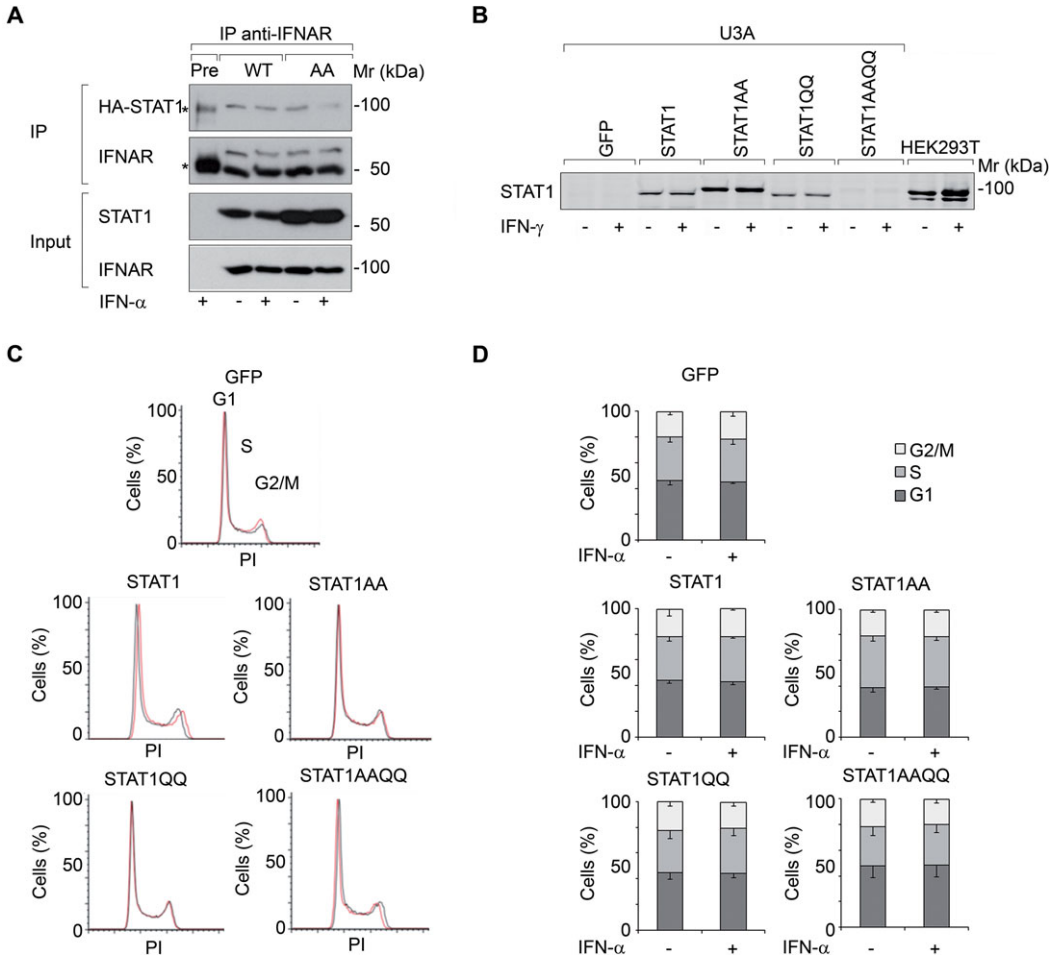 A
IP anti-IFNAR
Pre WT AA Mr (kDa)
IP
HA-STAT1 * -100
IFNAR * - 50
Input
STAT1 - 50
IFNAR -100
IFN-α + - + - +
B
U3A
GFP STAT1 STAT1AA STAT1QQ STAT1AAQQ HEK293T
Mr (kDa)
STAT1 -100
IFN-γ - + - + - + - + - + - +
C
GFP
G1
S
G2/M
Cells (%)
100
50
0
PI
STAT1
Cells (%)
100
50
0
PI
STAT1AA
Cells (%)
100
50
0
PI
STAT1QQ
Cells (%)
100
50
0
PI
STAT1AAQQ
Cells (%)
100
50
0
PI
D
GFP
Cells (%)
100
50
0
IFN-α - +
G2/M
S
G1
STAT1
Cells (%)
100
50
0
IFN-α - +
STAT1AA
Cells (%)
100
50
0
IFN-α - +
STAT1QQ
Cells (%)
100
50
0
IFN-α - +
STAT1AAQQ
Cells (%)
100
50
0
IFN-α - +